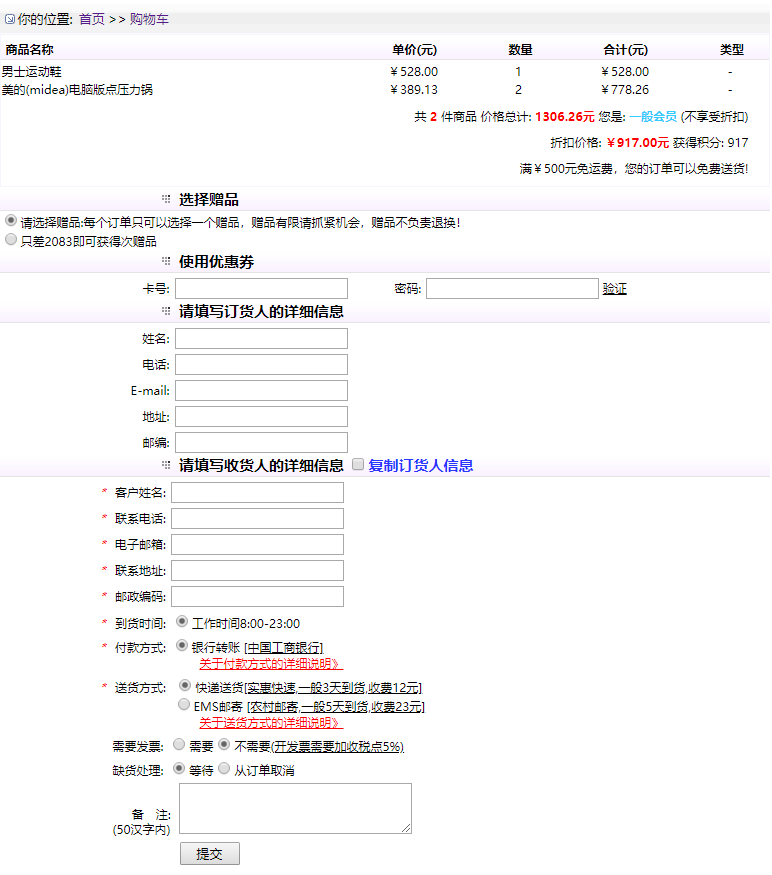 你的位置: 首页 >> 购物车
商品名称 单价(元) 数量 合计(元) 类型
男士运动鞋 ￥528.00 1 ￥528.00 -
美的(midea)电脑版点压力锅 ￥389.13 2 ￥778.26 -
共 2 件商品 价格总计: 1306.26元 您是: 一般会员 (不享受折扣)
折扣价格: ￥917.00元 获得积分: 917
满￥500元免运费，您的订单可以免费送货!
选择赠品
请选择赠品:每个订单只可以选择一个赠品，赠品有限请抓紧机会，赠品不负责退换!
只差2083即可获得次赠品
使用优惠券
卡号: 密码: 验证
请填写订货人的详细信息
姓名:
电话:
E-mail:
地址:
邮编:
请填写收货人的详细信息 复制订货人信息
* 客户姓名:
* 联系电话:
* 电子邮箱:
* 联系地址:
* 邮政编码:
* 到货时间: 工作时间8:00-23:00
* 付款方式: 银行转账 [中国工商银行]
关于付款方式的详细说明》
* 送货方式: 快递送货[实惠快速,一般3天到货,收费12元]
EMS邮寄 [农村邮寄,一般5天到货,收费23元]
关于送货方式的详细说明》
需要发票: 需要 不需要(开发票需要加收税点5%)
缺货处理: 等待 从订单取消
备 注:
(50汉字内)
提交